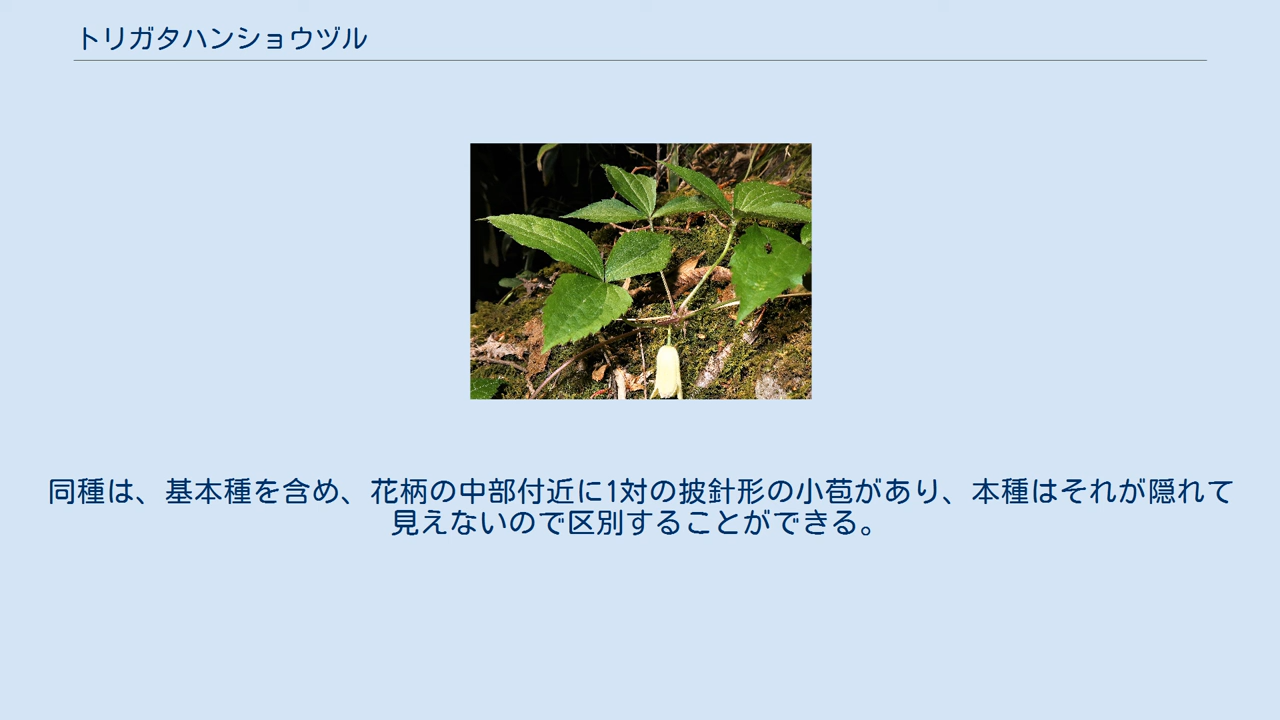 トリガタハンショウヅル
同種は、基本種を含め、花柄の中部付近に1対の披針形の小苞があり、本種はそれが隠れて
見えないので区別することができる。